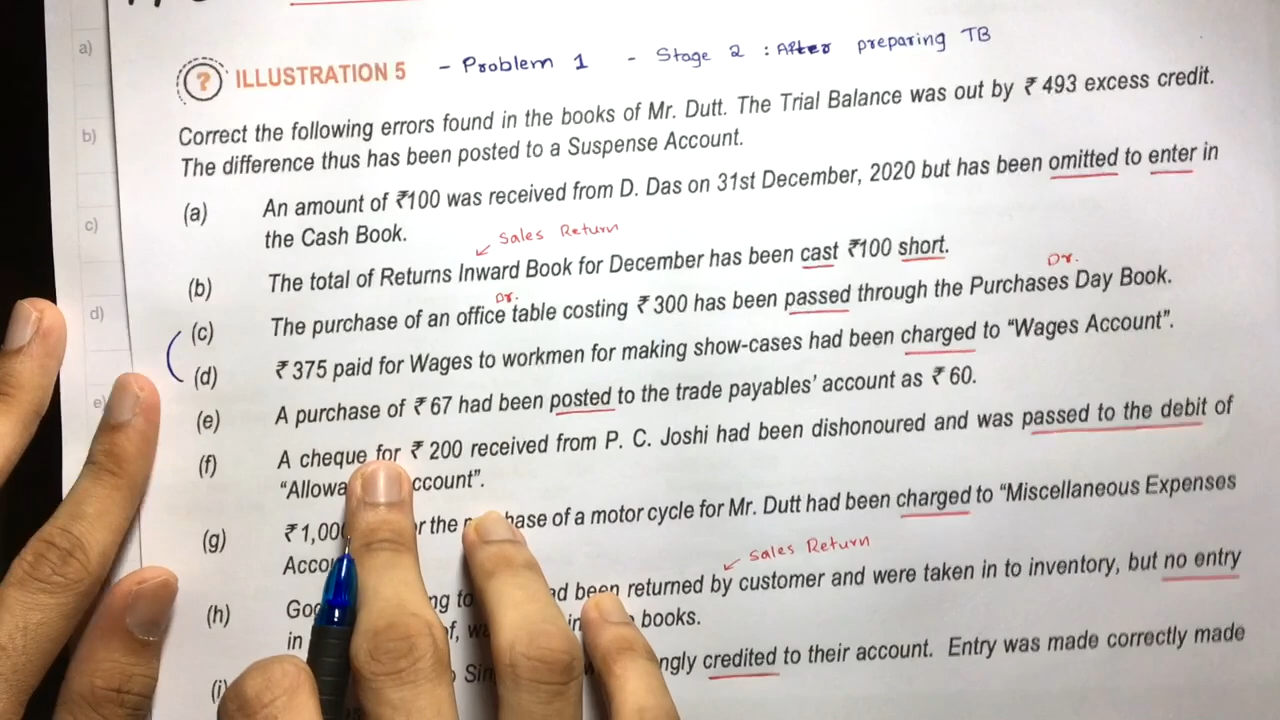 a)
b)
c)
d)
e)
? ILLUSTRATION 5 - Problem 1 - Stage 2 : After preparing TB
Correct the following errors found in the books of Mr. Dutt. The Trial Balance was out by ₹ 493 excess credit.
The difference thus has been posted to a Suspense Account.
(a) An amount of ₹100 was received from D. Das on 31st December, 2020 but has been omitted to enter in
the Cash Book.
Sales Return
(b) The total of Returns Inward Book for December has been cast ₹100 short.
Dr. Dr.
(c) The purchase of an office table costing ₹ 300 has been passed through the Purchases Day Book.
(d) ₹ 375 paid for Wages to workmen for making show-cases had been charged to “Wages Account”.
(e) A purchase of ₹ 67 had been posted to the trade payables’ account as ₹ 60.
(f) A cheque for ₹ 200 received from P. C. Joshi had been dishonoured and was passed to the debit of
ccount”.
(g) the of a motor cycle for Mr. Dutt had been charged to “Miscellaneous Expenses
Sales Return
(h) been returned by customer and were taken in to inventory, but no entry
in books.
(i) credited to their account. Entry was made correctly made